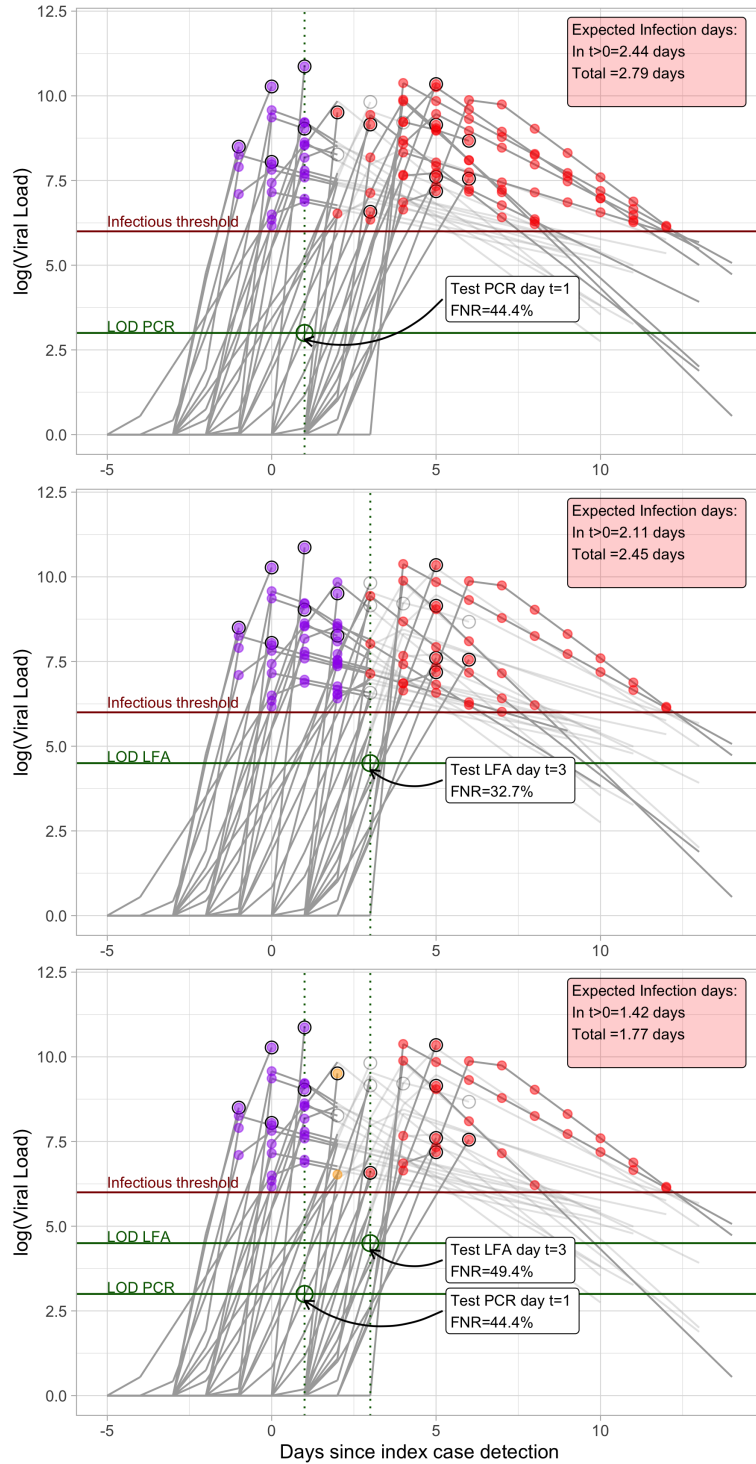 12.5
Expected Infection days:
In t>0=2.44 days
Total =2.79 days
10.0
log(Viral Load)
7.5
Infectious threshold
5.0
Test PCR day t=1
FNR=44.4%
LOD PCR
2.5
0.0
-5
0
5
10
12.5
Expected Infection days:
In t>0=2.11 days
Total =2.45 days
10.0
log(Viral Load)
7.5
Infectious threshold
5.0
LOD LFA
Test LFA day t=3
FNR=32.7%
2.5
0.0
-5
0
5
10
12.5
Expected Infection days:
In t>0=1.42 days
Total =1.77 days
10.0
log(Viral Load)
7.5
Infectious threshold
5.0
LOD LFA
Test LFA day t=3
FNR=49.4%
LOD PCR
Test PCR day t=1
FNR=44.4%
2.5
0.0
-5
0
5
10
Days since index case detection